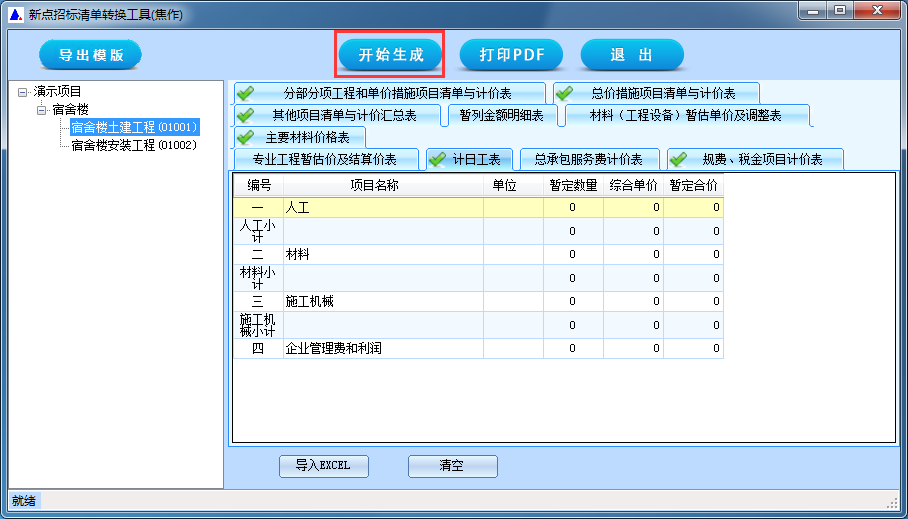 新点招标清单转换工具(焦作)
导出模版
开始生成
打印PDF
退 出
演示项目
宿舍楼
宿舍楼土建工程(01001)
宿舍楼安装工程(01002)
分部分项工程和单价措施项目清单与计价表
总价措施项目清单与计价表
其他项目清单与计价汇总表
暂列金额明细表
材料（工程设备）暂估单价及调整表
主要材料价格表
专业工程暂估价及结算价表
计日工表
总承包服务费计价表
规费、税金项目计价表
编号 项目名称 单位 暂定数量 综合单价 暂定合价
一 人工 0 0 0
人工小计 0 0 0
二 材料 0 0 0
材料小计 0 0 0
三 施工机械 0 0 0
施工机械小计 0 0 0
四 企业管理费和利润 0 0 0
导入EXCEL
清空
就绪